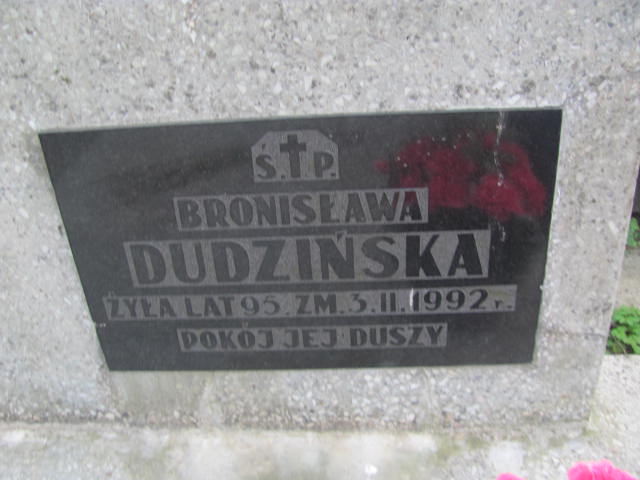 Ś.†P.
BRONISŁAWA
DUDZIŃSKA
ŻYŁA LAT 95. ZM. 3.II.1992 r.
POKÓJ JEJ DUSZY